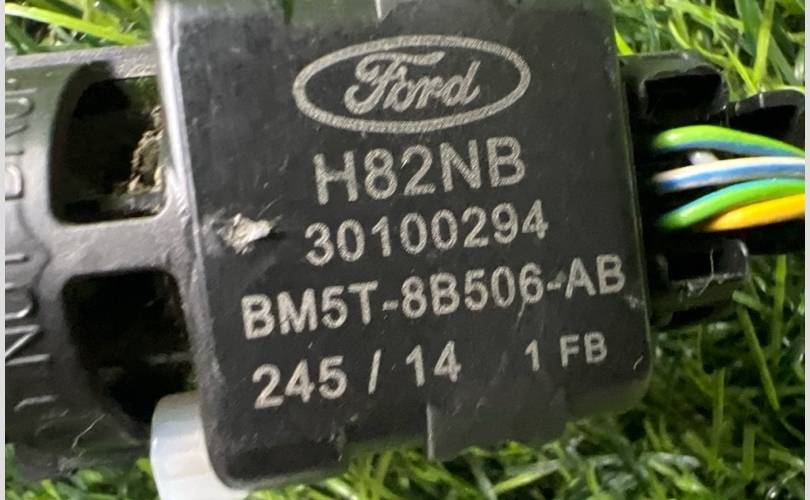 Ford
H82NB
30100294
BM5T-8B506-AB
245 / 14 1 FB